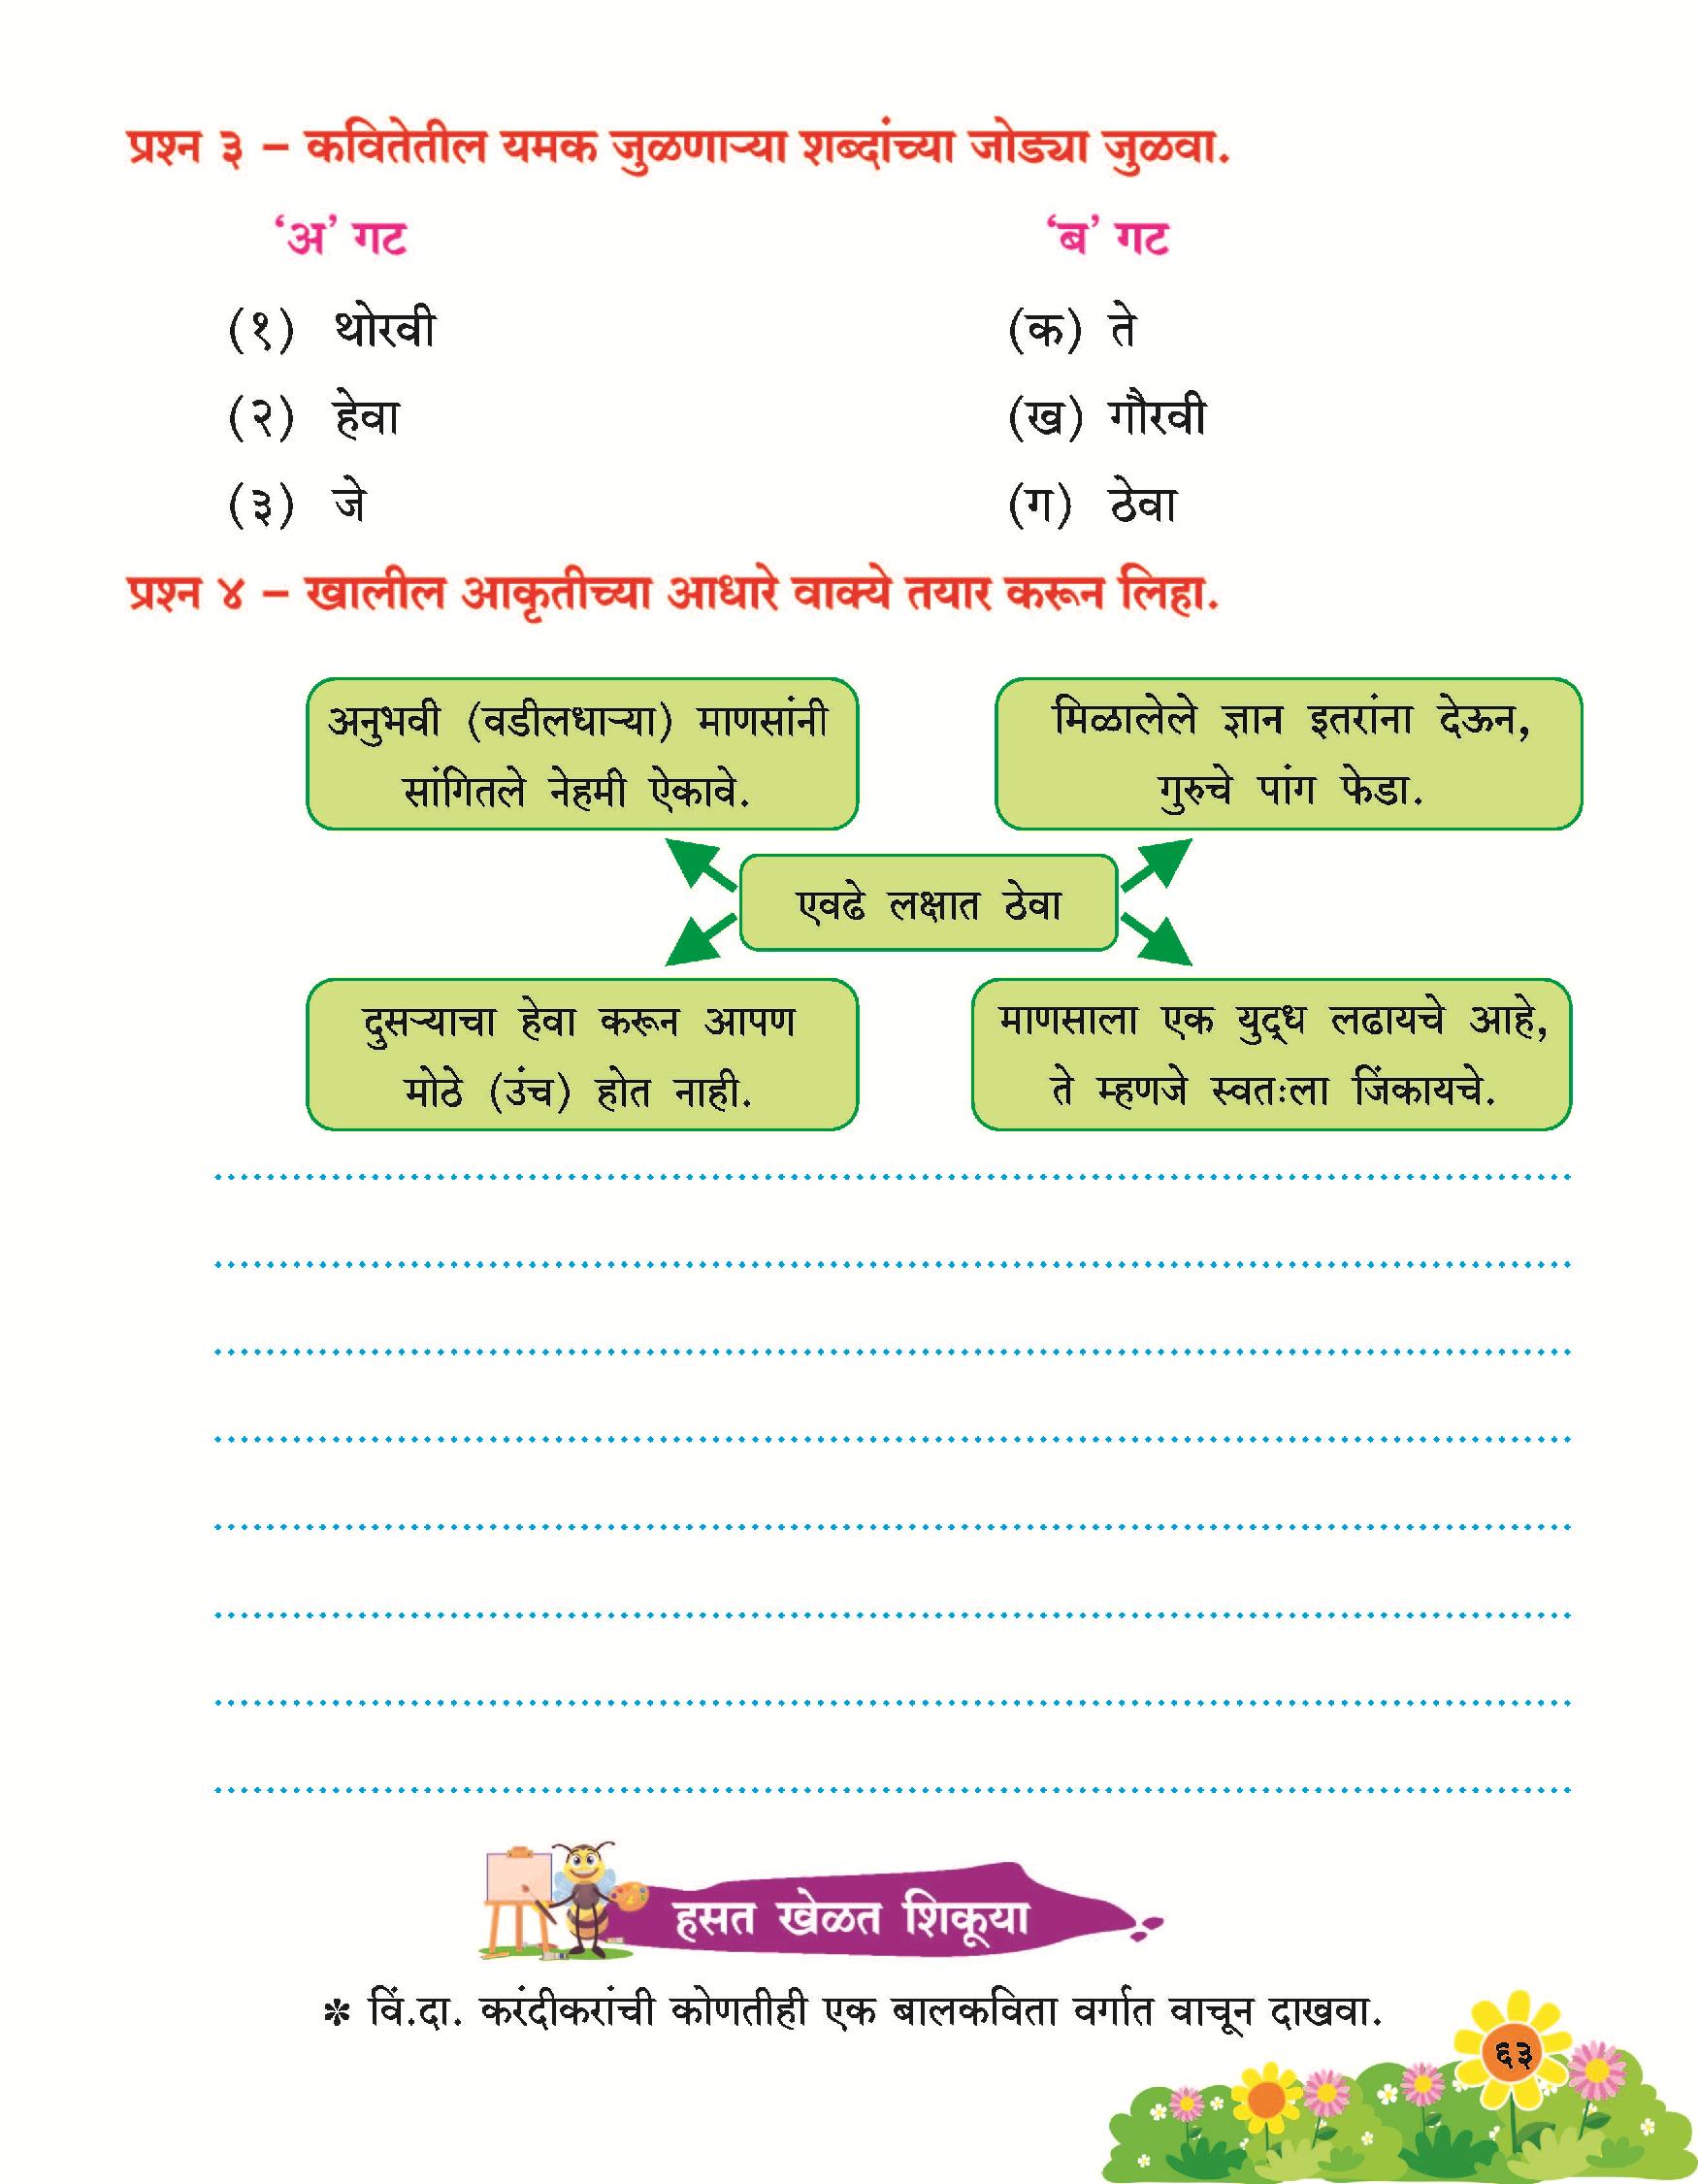 प्रश्न ३ – कवितेतील यमक जुळणाऱ्या शब्दांच्या जोड्या जुळवा.
‘अ’ गट ‘ब’ गट
(१) थोरवी (क) ते
(२) हेवा (ख) गौरवी
(३) जे (ग) ठेवा
प्रश्न ४ – खालील आकृतीच्या आधारे वाक्ये तयार करून लिहा.
अनुभवी (वडीलधाऱ्या) माणसांनी
सांगितले नेहमी ऐकावे.
मिळालेले ज्ञान इतरांना देऊन,
गुरुचे पांग फेडा.
एवढे लक्षात ठेवा
दुसऱ्याचा हेवा करून आपण
मोठे (उंच) होत नाही.
माणसाला एक युद्ध लढायचे आहे,
ते म्हणजे स्वतःला जिंकायचे.
हसत खेळत शिकूया
✽ विं.दा. करंदीकरांची कोणतीही एक बालकविता वर्गात वाचून दाखवा.
६३